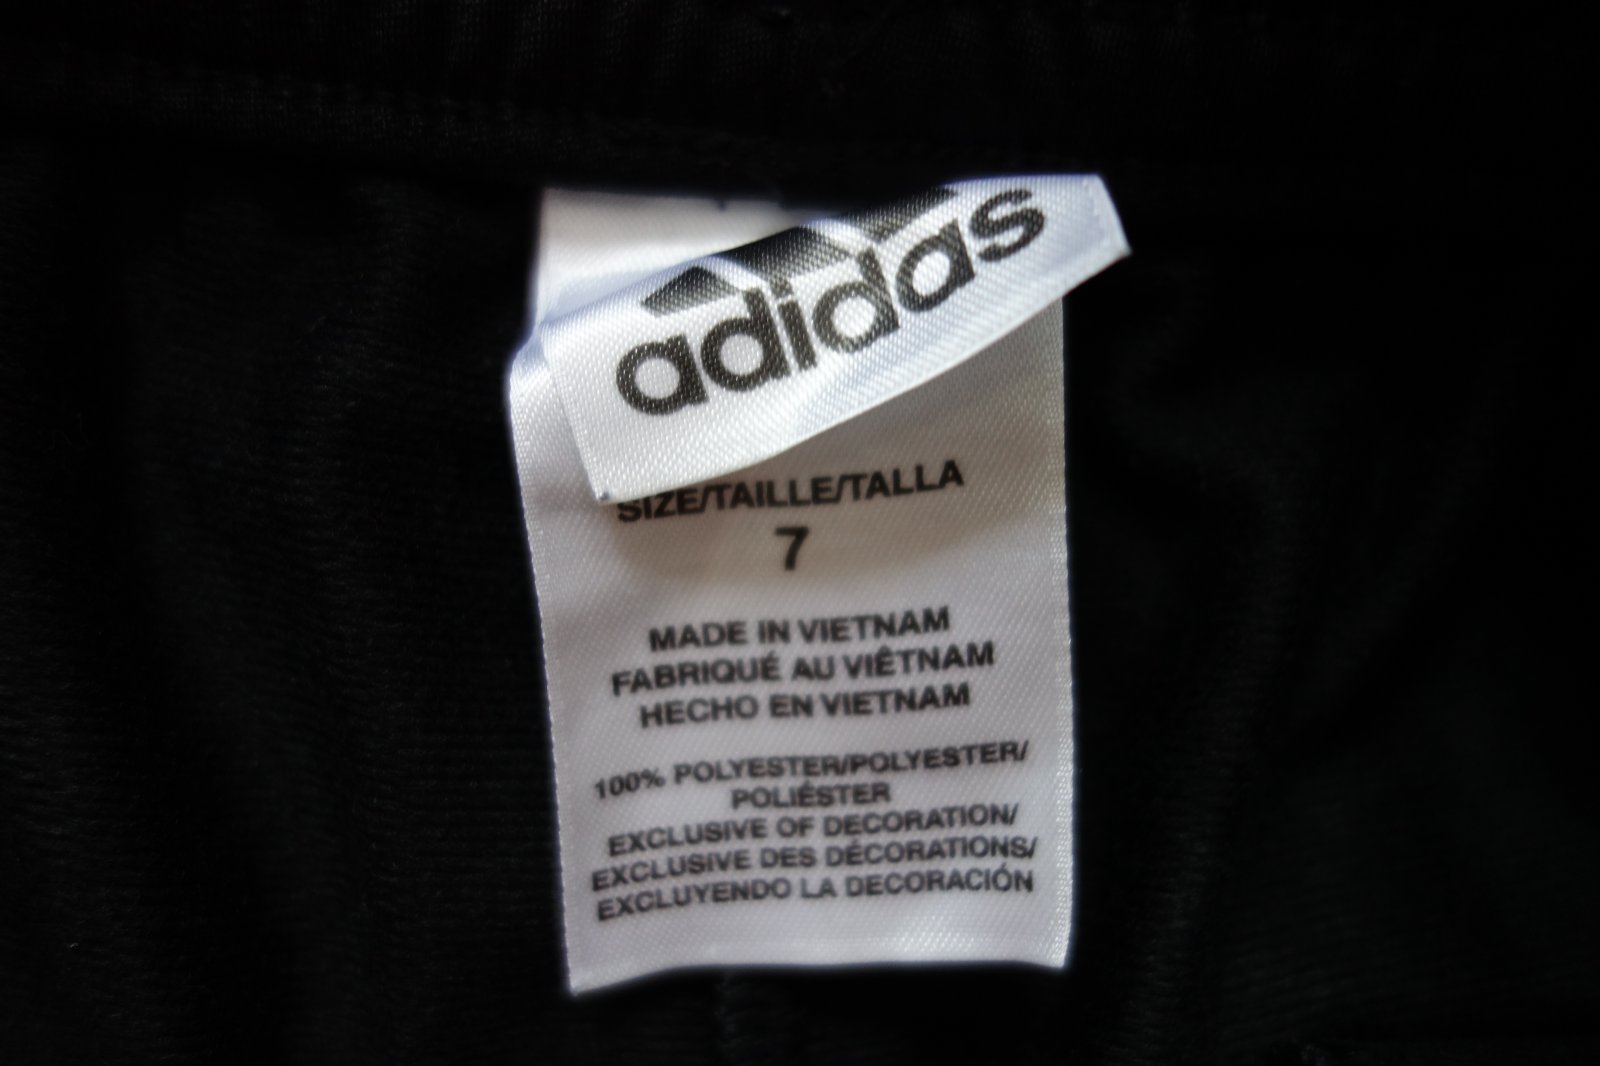 adidas
SIZE/TAILLE/TALLA
7
MADE IN VIETNAM
FABRIQUÉ AU VIÊTNAM
HECHO EN VIETNAM
100% POLYESTER/POLYESTER/
POLIÉSTER
EXCLUSIVE OF DECORATION/
EXCLUSIVE DES DÉCORATIONS/
EXCLUYENDO LA DECORACIÓN